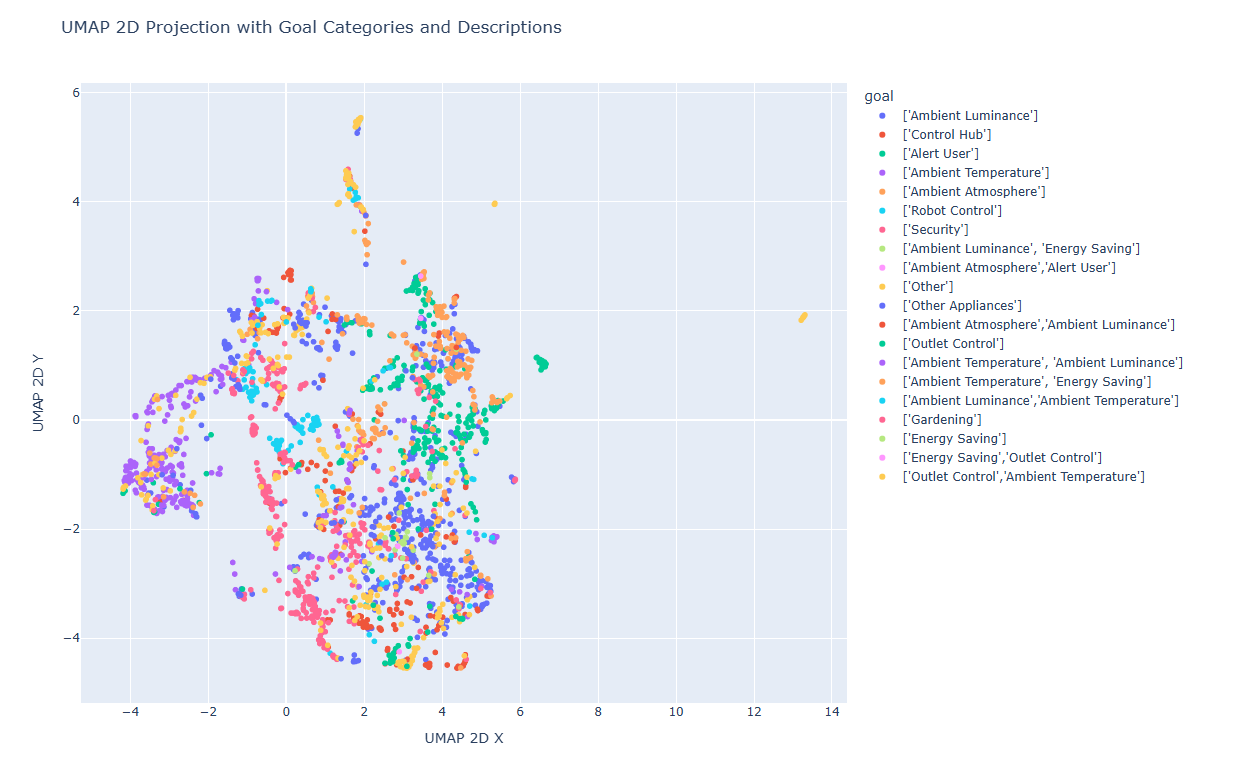 UMAP 2D Projection with Goal Categories and Descriptions
6
4
2
0
−2
−4
UMAP 2D Y
−4 −2 0 2 4 6 8 10 12 14
UMAP 2D X
goal
['Ambient Luminance']
['Control Hub']
['Alert User']
['Ambient Temperature']
['Ambient Atmosphere']
['Robot Control']
['Security']
['Ambient Luminance', 'Energy Saving']
['Ambient Atmosphere','Alert User']
['Other']
['Other Appliances']
['Ambient Atmosphere','Ambient Luminance']
['Outlet Control']
['Ambient Temperature', 'Ambient Luminance']
['Ambient Temperature', 'Energy Saving']
['Ambient Luminance','Ambient Temperature']
['Gardening']
['Energy Saving']
['Energy Saving','Outlet Control']
['Outlet Control','Ambient Temperature']